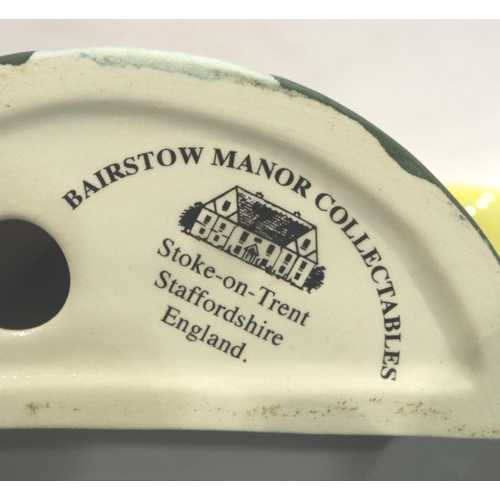 BAIRSTOW MANOR COLLECTABLES
Stoke-on-Trent
Staffordshire
England.